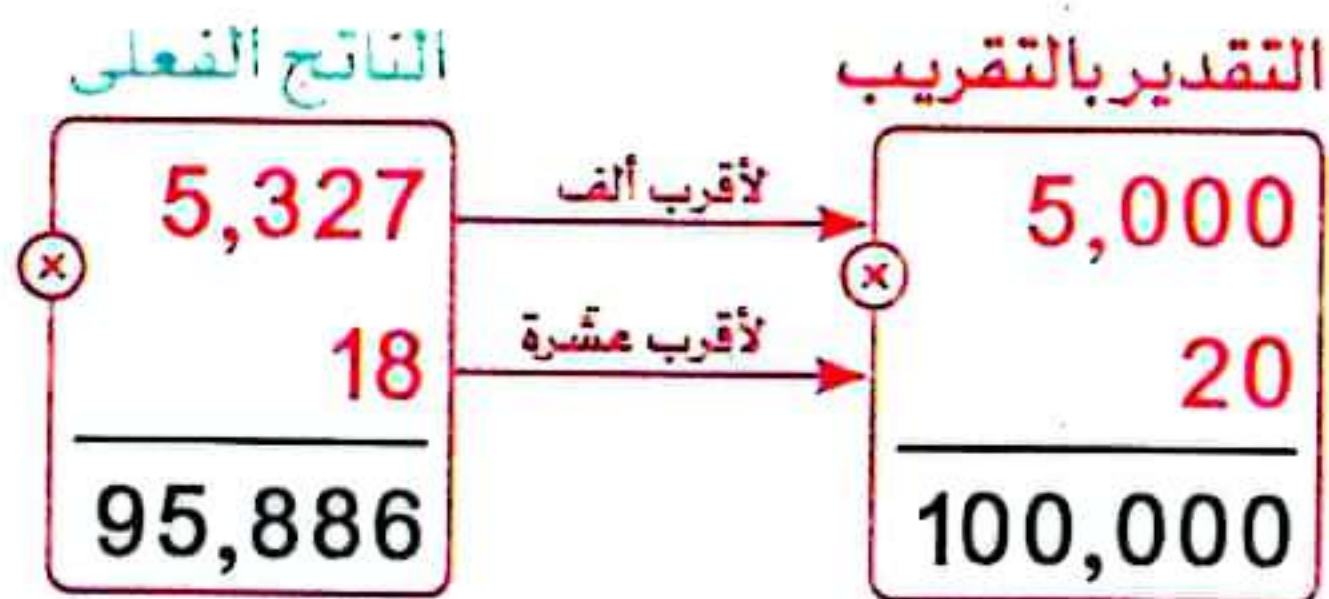 التقدير بالتقريب
الناتج الفعلى
5,327
لأقرب ألف
5,000
×
×
18
لأقرب عشرة
20
95,886
100,000